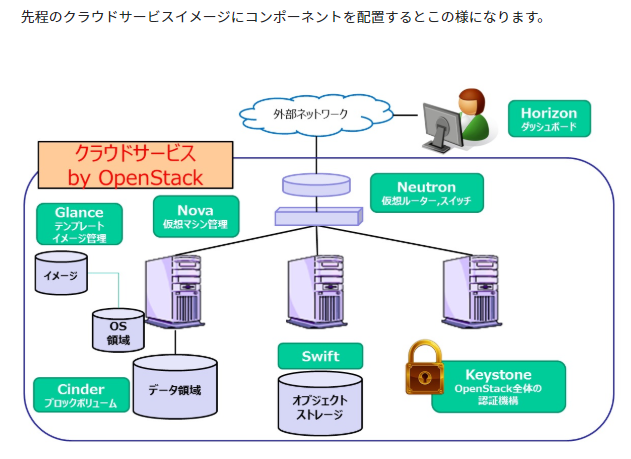 先程のクラウドサービスイメージにコンポーネントを配置するとこの様になります。
外部ネットワーク
Horizon
ダッシュボード
クラウドサービス
by OpenStack
Neutron
仮想ルーター,スイッチ
Glance
テンプレート
イメージ管理
Nova
仮想マシン管理
イメージ
OS
領域
Swift
Keystone
OpenStack全体の
認証機構
Cinder
ブロックボリューム
データ領域
オブジェクト
ストレージ